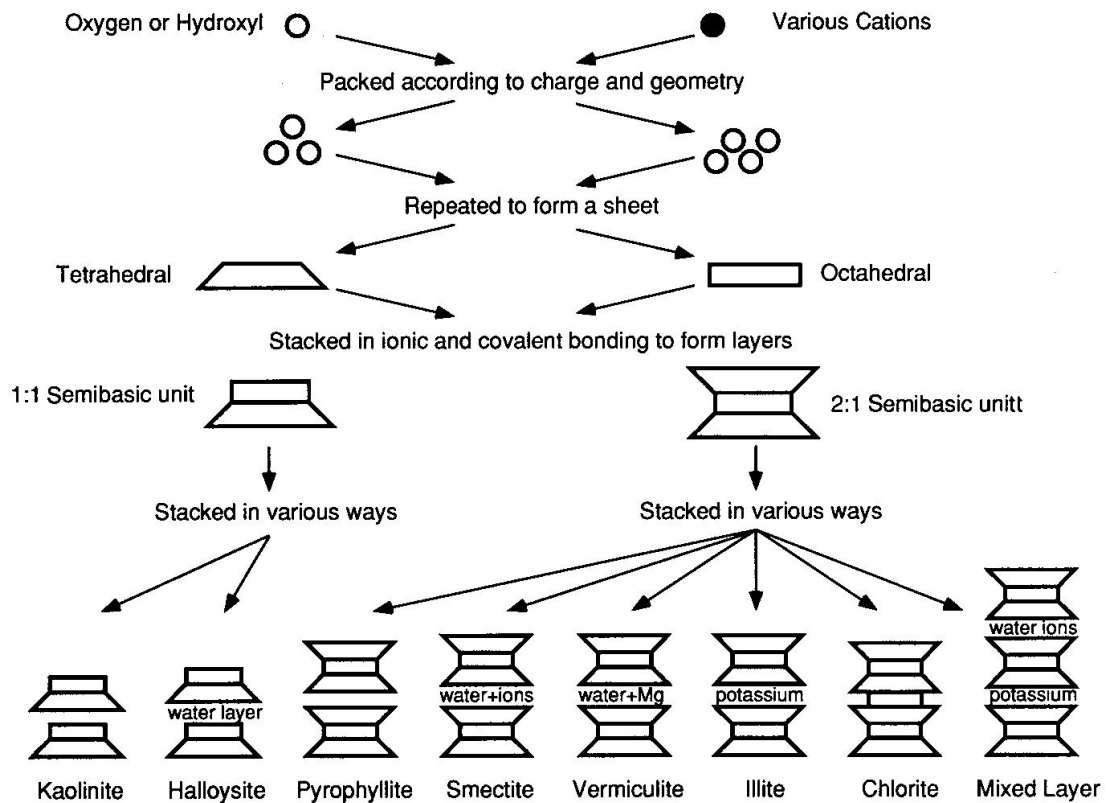 Oxygen or Hydroxyl
Various Cations
Packed according to charge and geometry
Repeated to form a sheet
Tetrahedral
Octahedral
Stacked in ionic and covalent bonding to form layers
1:1 Semibasic unit
2:1 Semibasic unitt
Stacked in various ways
Stacked in various ways
water ions
water layer
water+ions
water+Mg
potassium
potassium
Kaolinite
Halloysite
Pyrophyllite
Smectite
Vermiculite
Illite
Chlorite
Mixed Layer